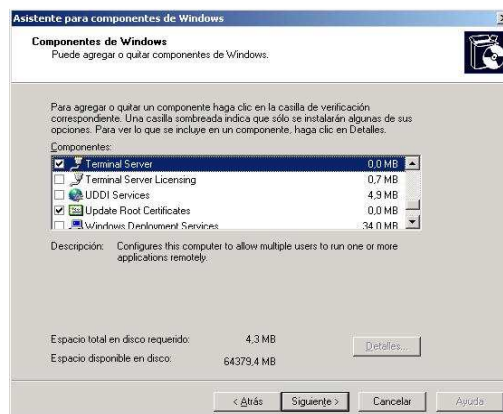 Asistente para componentes de Windows
Componentes de Windows
Puede agregar o quitar componentes de Windows.
Para agregar o quitar un componente haga clic en la casilla de verificación
correspondiente. Una casilla sombreada indica que sólo se instalarán algunas de sus
opciones. Para ver lo que se incluye en un componente, haga clic en Detalles.
Componentes:
Terminal Server 0,0 MB
Terminal Server Licensing 0,7 MB
UDDI Services 4,9 MB
Update Root Certificates 0,0 MB
Windows Deployment Services 34,0 MB
Descripción: Configures this computer to allow multiple users to run one or more
applications remotely.
Espacio total en disco requerido: 4,3 MB
Espacio disponible en disco: 64379,4 MB
Detalles...
< Atrás Siguiente > Cancelar Ayuda